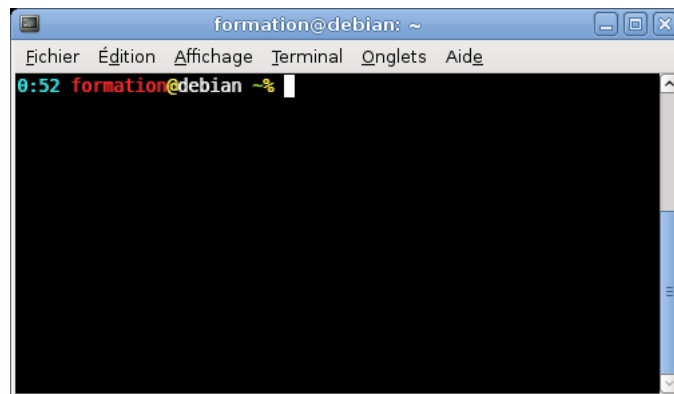 formation@debian: ~
Fichier Édition Affichage Terminal Onglets Aide
0:52 formation@debian ~%